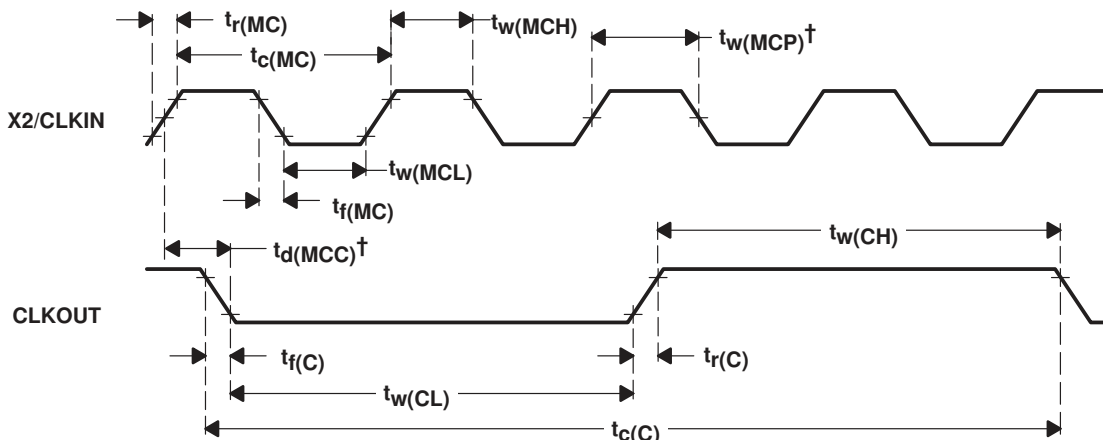 tr(MC)
tw(MCH)
tw(MCP)†
tc(MC)
X2/CLKIN
tw(MCL)
tf(MC)
tw(CH)
td(MCC)†
CLKOUT
tf(C)
tr(C)
tw(CL)
tc(C)